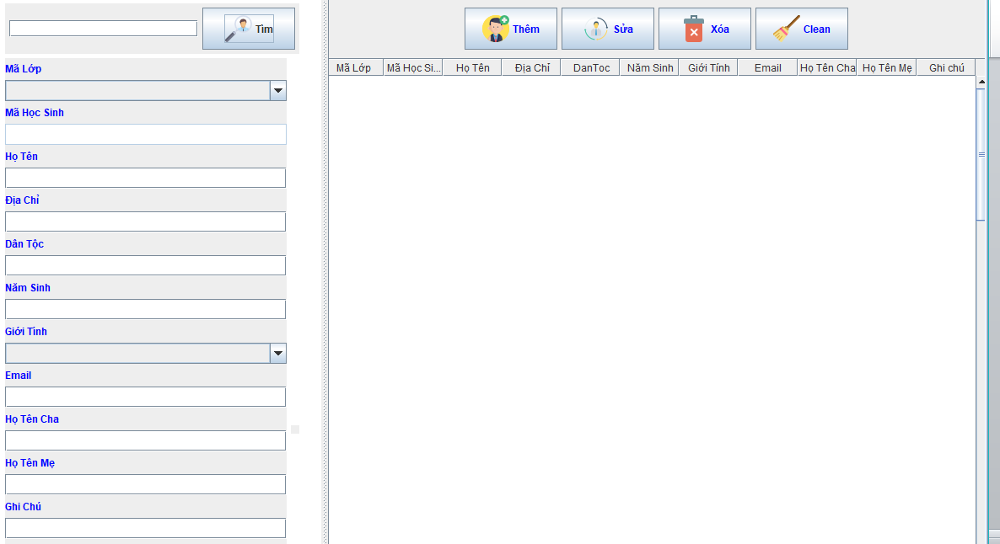 Tìm
Thêm
Sửa
Xóa
Clean
Mã Lớp
Mã Học Sinh
Họ Tên
Địa Chỉ
Dân Tộc
Năm Sinh
Giới Tính
Email
Họ Tên Cha
Họ Tên Mẹ
Ghi Chú
Mã Lớp Mã Học Si... Họ Tên Địa Chỉ DanToc Năm Sinh Giới Tính Email Họ Tên Cha Họ Tên Mẹ Ghi chú